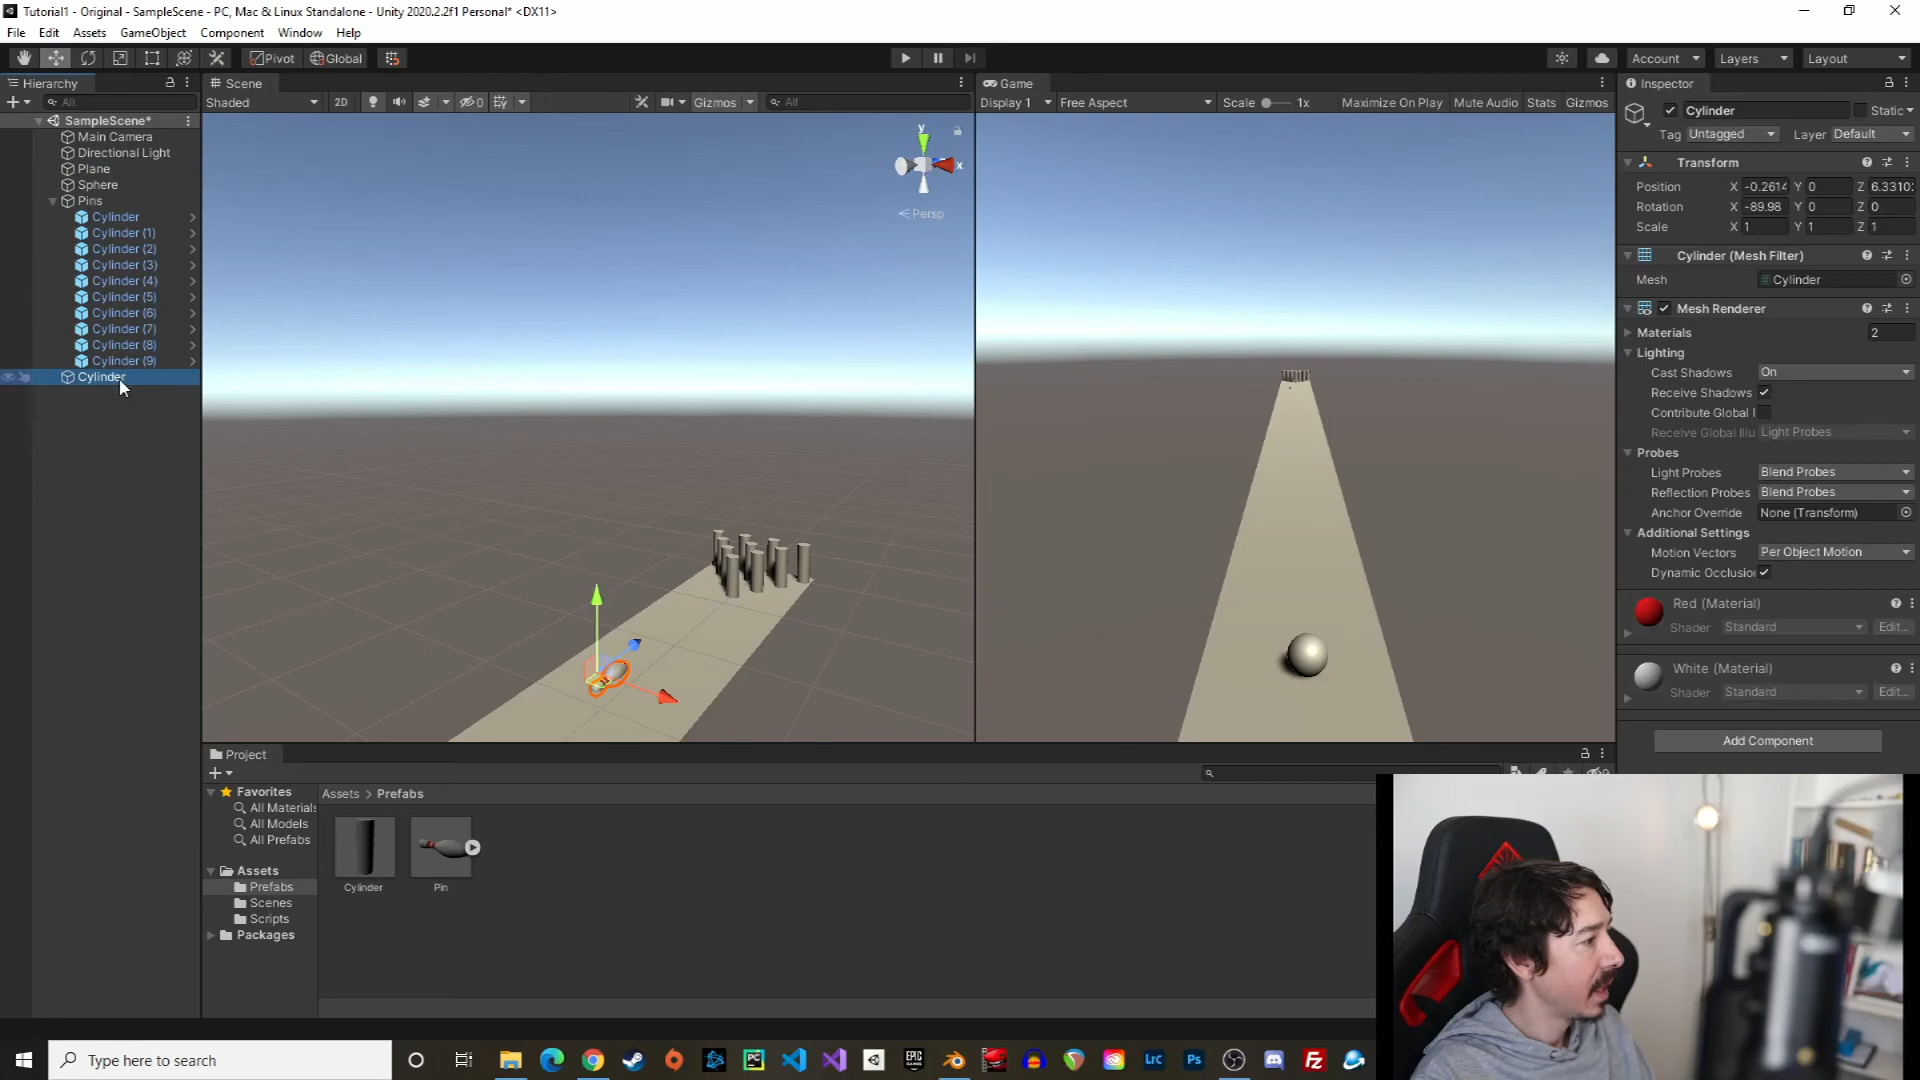 Tutorial1 - Original - SampleScene - PC, Mac & Linux Standalone - Unity 2020.2.2f1 Personal* <DX11>
File Edit Assets GameObject Component Window Help
Pivot Global Account Layers Layout
Hierarchy
All
SampleScene*
Main Camera
Directional Light
Plane
Sphere
Pins
Cylinder
Cylinder (1)
Cylinder (2)
Cylinder (3)
Cylinder (4)
Cylinder (5)
Cylinder (6)
Cylinder (7)
Cylinder (8)
Cylinder (9)
Cylinder
Scene
Shaded 2D 0 Gizmos All
y
x
Persp
Game
Display 1 Free Aspect Scale 1x Maximize On Play Mute Audio Stats Gizmos
Inspector
Cylinder Static
Tag Untagged Layer Default
Transform
Position X -0.2614 Y 0 Z 6.3310
Rotation X -89.98 Y 0 Z 0
Scale X 1 Y 1 Z 1
Cylinder (Mesh Filter)
Mesh Cylinder
Mesh Renderer
Materials 2
Lighting
Cast Shadows On
Receive Shadows
Contribute Global I
Receive Global Illu Light Probes
Probes
Light Probes Blend Probes
Reflection Probes Blend Probes
Anchor Override None (Transform)
Additional Settings
Motion Vectors Per Object Motion
Dynamic Occlusio
Red (Material)
Shader Standard Edit...
White (Material)
Shader Standard Edit...
Add Component
Project
Favorites
All Materials
All Models
All Prefabs
Assets
Prefabs
Scenes
Scripts
Packages
Assets > Prefabs
Cylinder Pin
Type here to search
PC EPIC GAMES Lrc Ps FZ